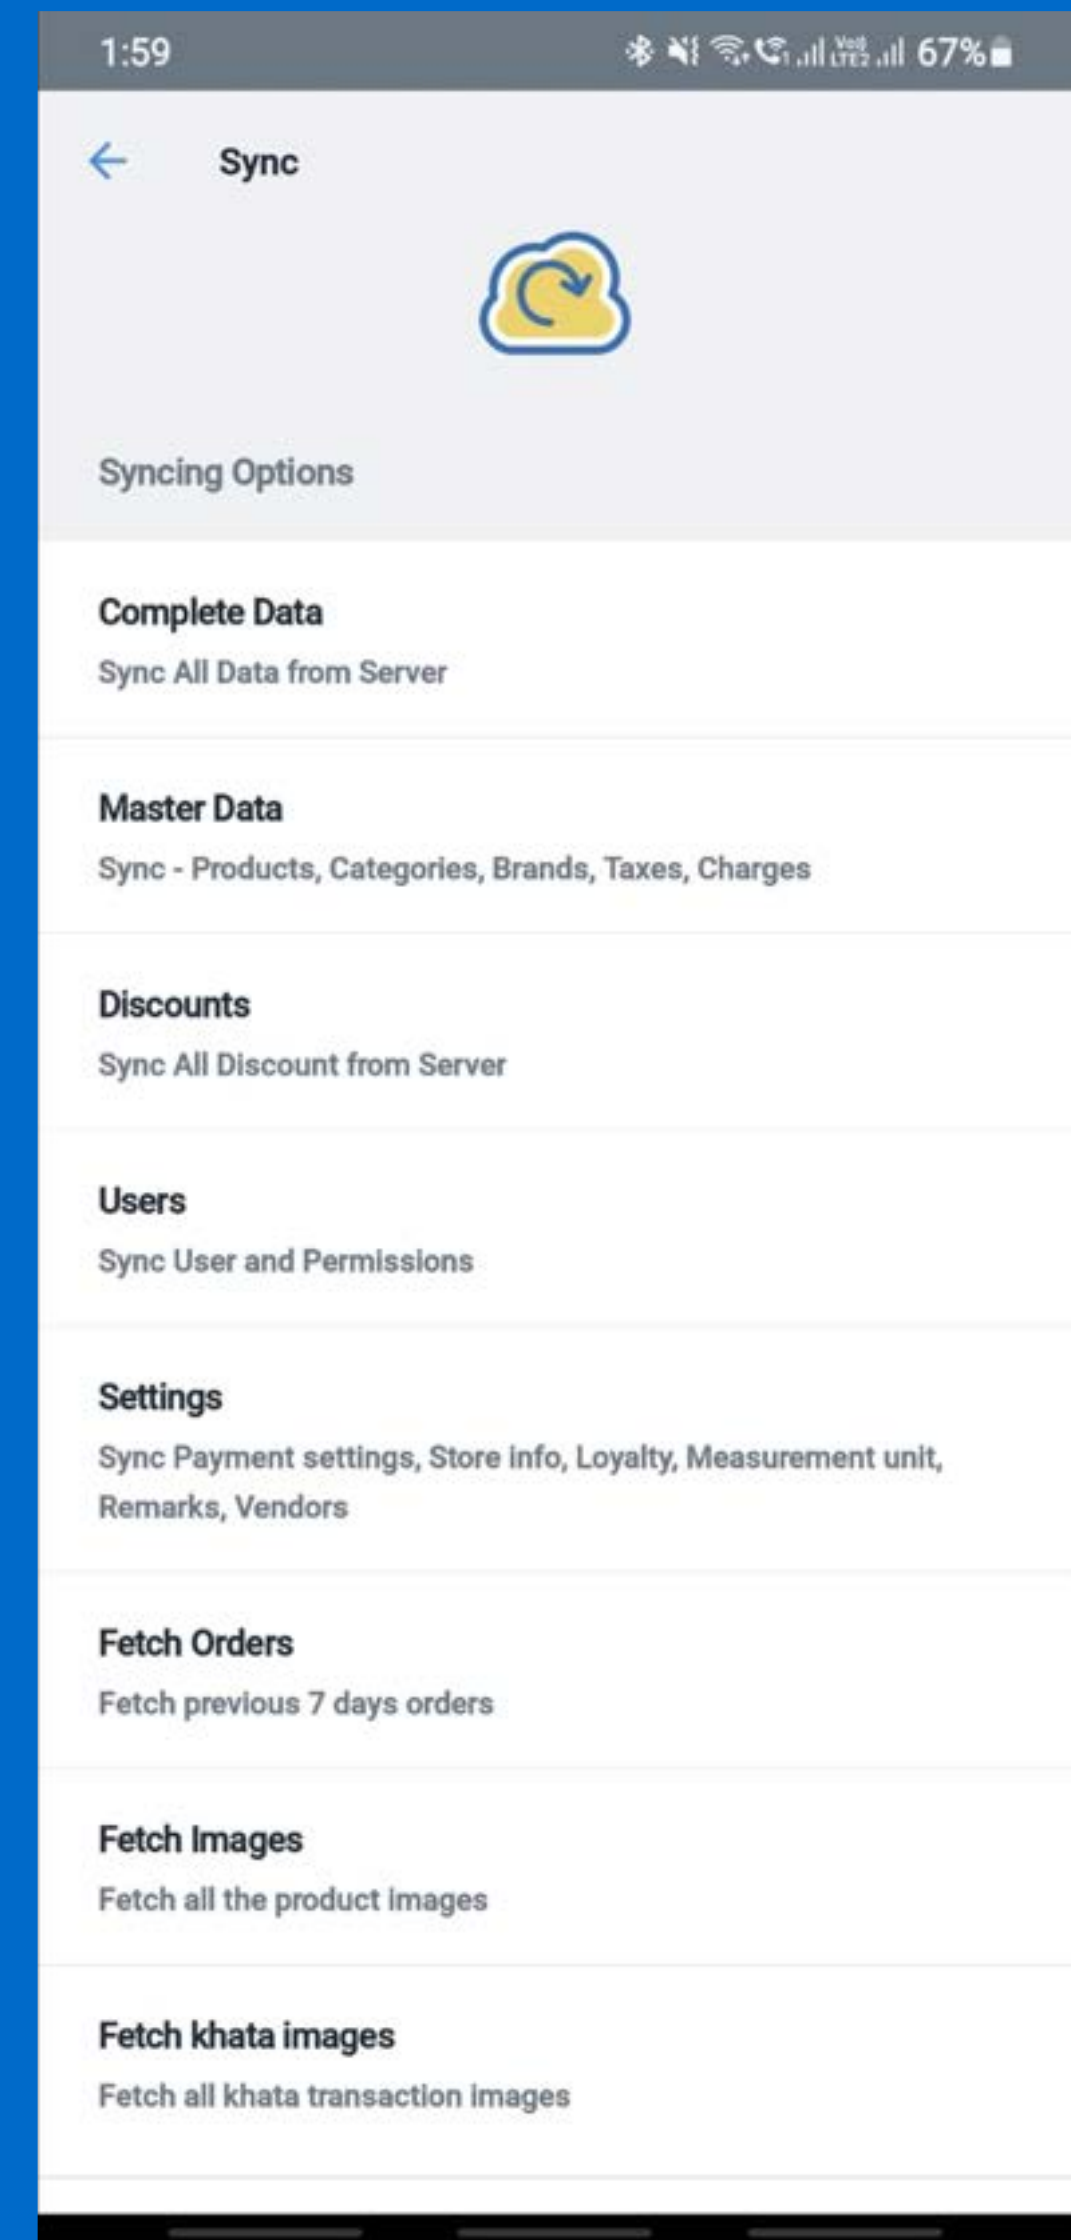 1:59
Vo)) LTE2 67%
Sync
Syncing Options
Complete Data
Sync All Data from Server
Master Data
Sync - Products, Categories, Brands, Taxes, Charges
Discounts
Sync All Discount from Server
Users
Sync User and Permissions
Settings
Sync Payment settings, Store info, Loyalty, Measurement unit,
Remarks, Vendors
Fetch Orders
Fetch previous 7 days orders
Fetch Images
Fetch all the product images
Fetch khata images
Fetch all khata transaction images